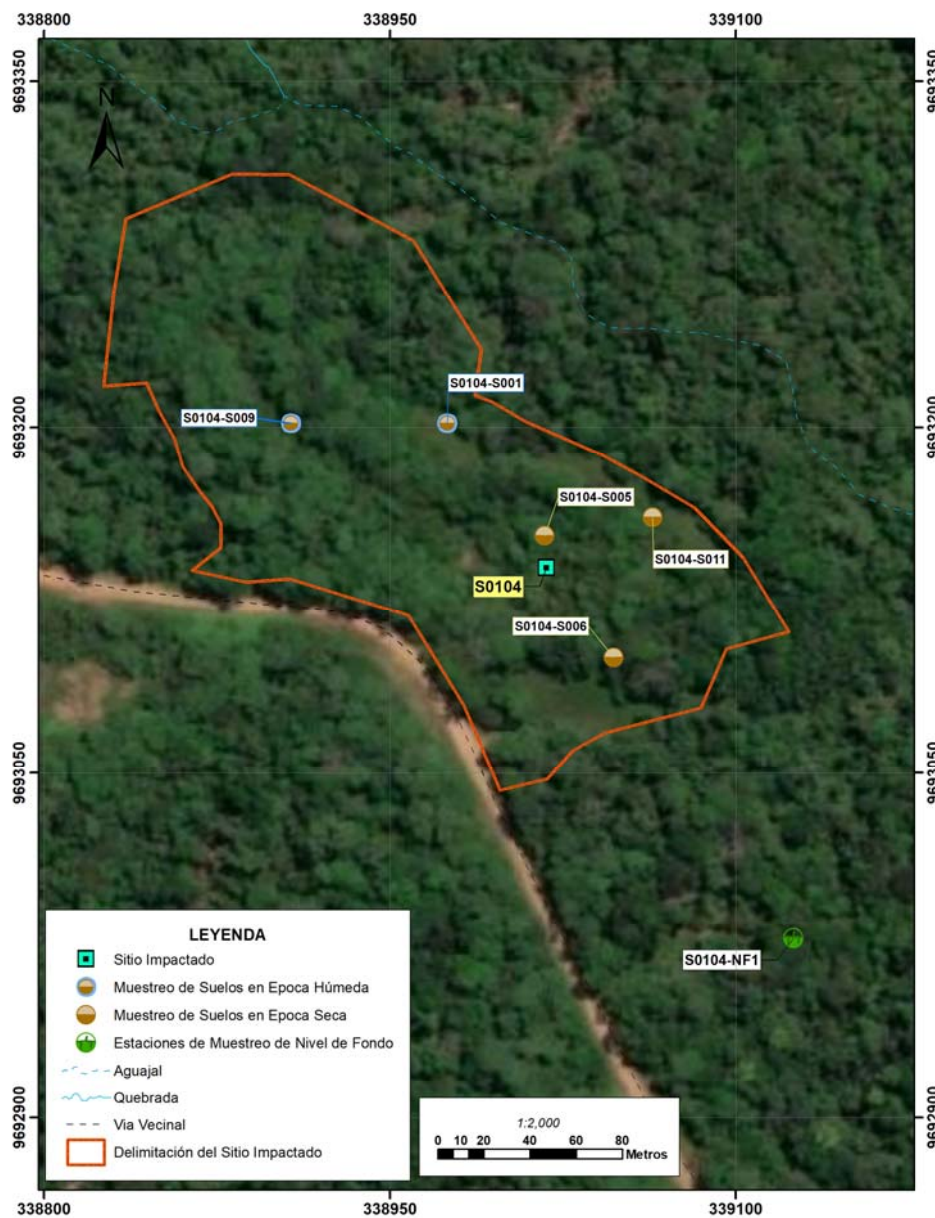 338800
338950
339100
9693350
9693350
N
S0104-S001
S0104-S009
9693200
9693200
S0104-S005
S0104-S011
S0104
S0104-S006
9693050
9693050
S0104-NF1
LEYENDA
Sitio Impactado
Muestreo de Suelos en Epoca Húmeda
Muestreo de Suelos en Epoca Seca
Estaciones de Muestreo de Nivel de Fondo
Aguajal
Quebrada
Via Vecinal
Delimitación del Sitio Impactado
1:2,000
0 10 20 40 60 80
Metros
9692900
9692900
338800
338950
339100